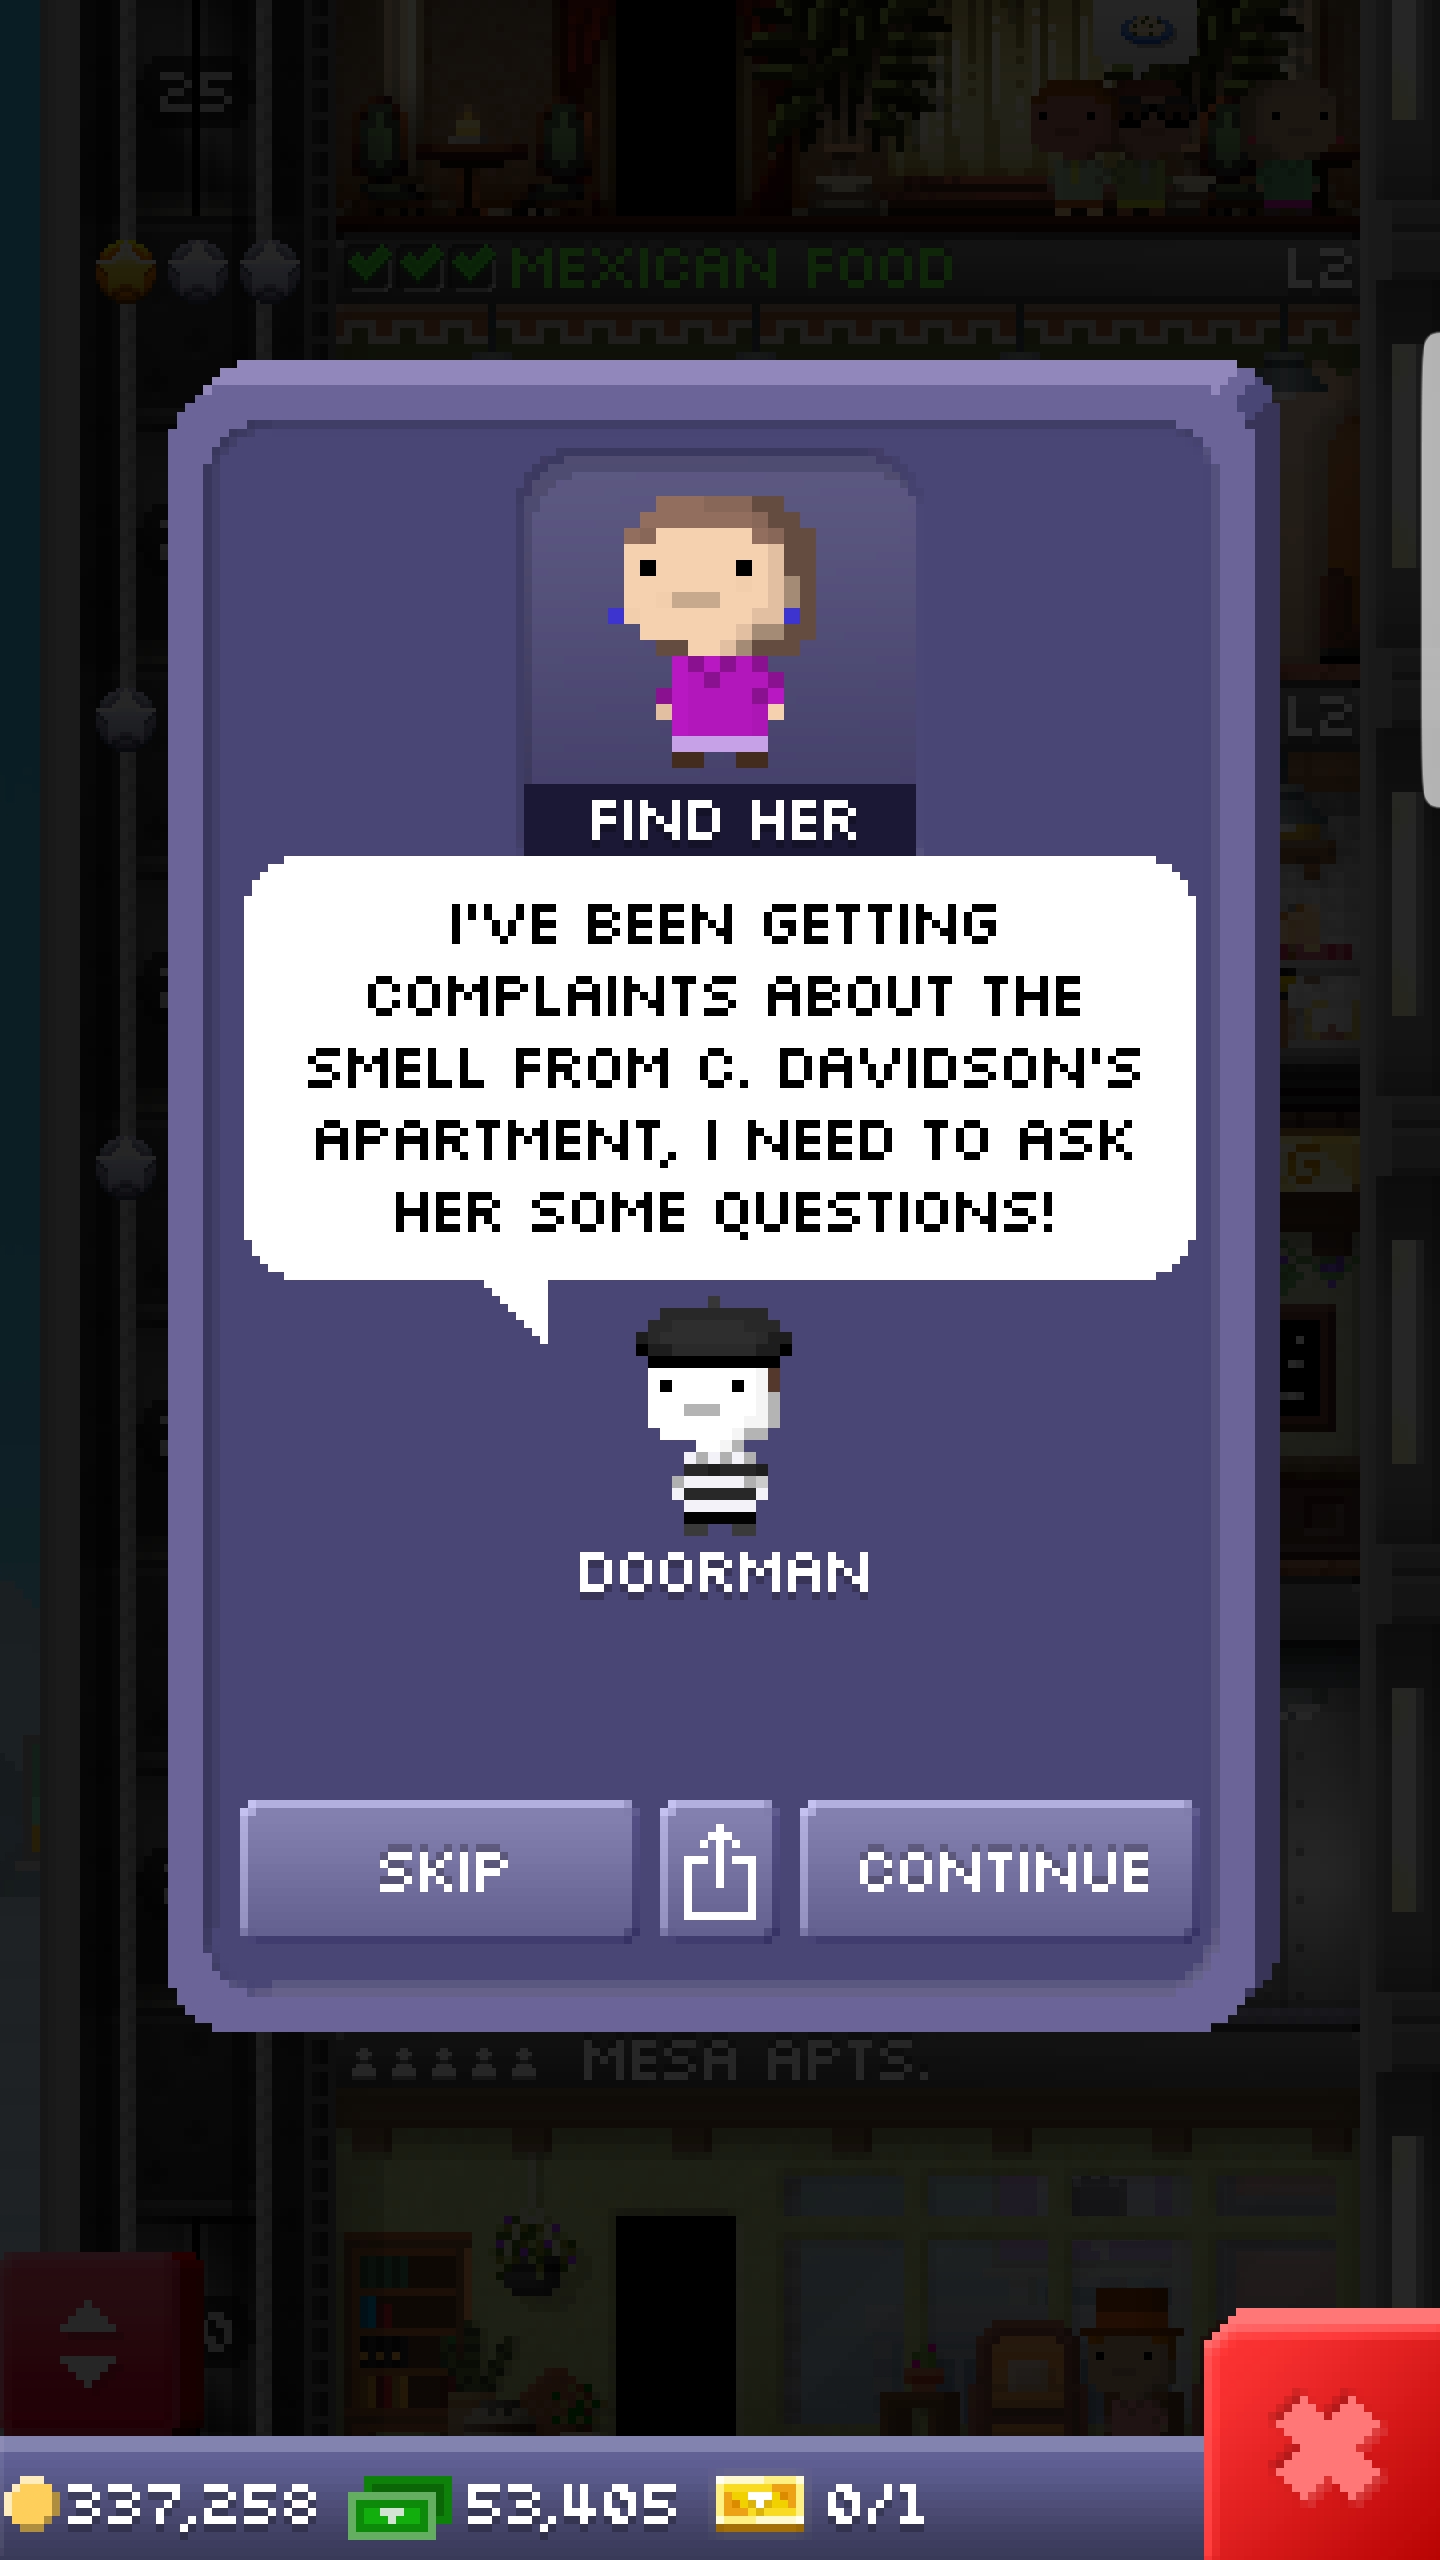 25
MEXICAN FOOD L2
FIND HER
I'VE BEEN GETTING
COMPLAINTS ABOUT THE
SMELL FROM C. DAVIDSON'S
APARTMENT, I NEED TO ASK
HER SOME QUESTIONS!
L2
G
DOORMAN
SKIP
CONTINUE
MESA APTS.
0
337,258 53,405 0/1